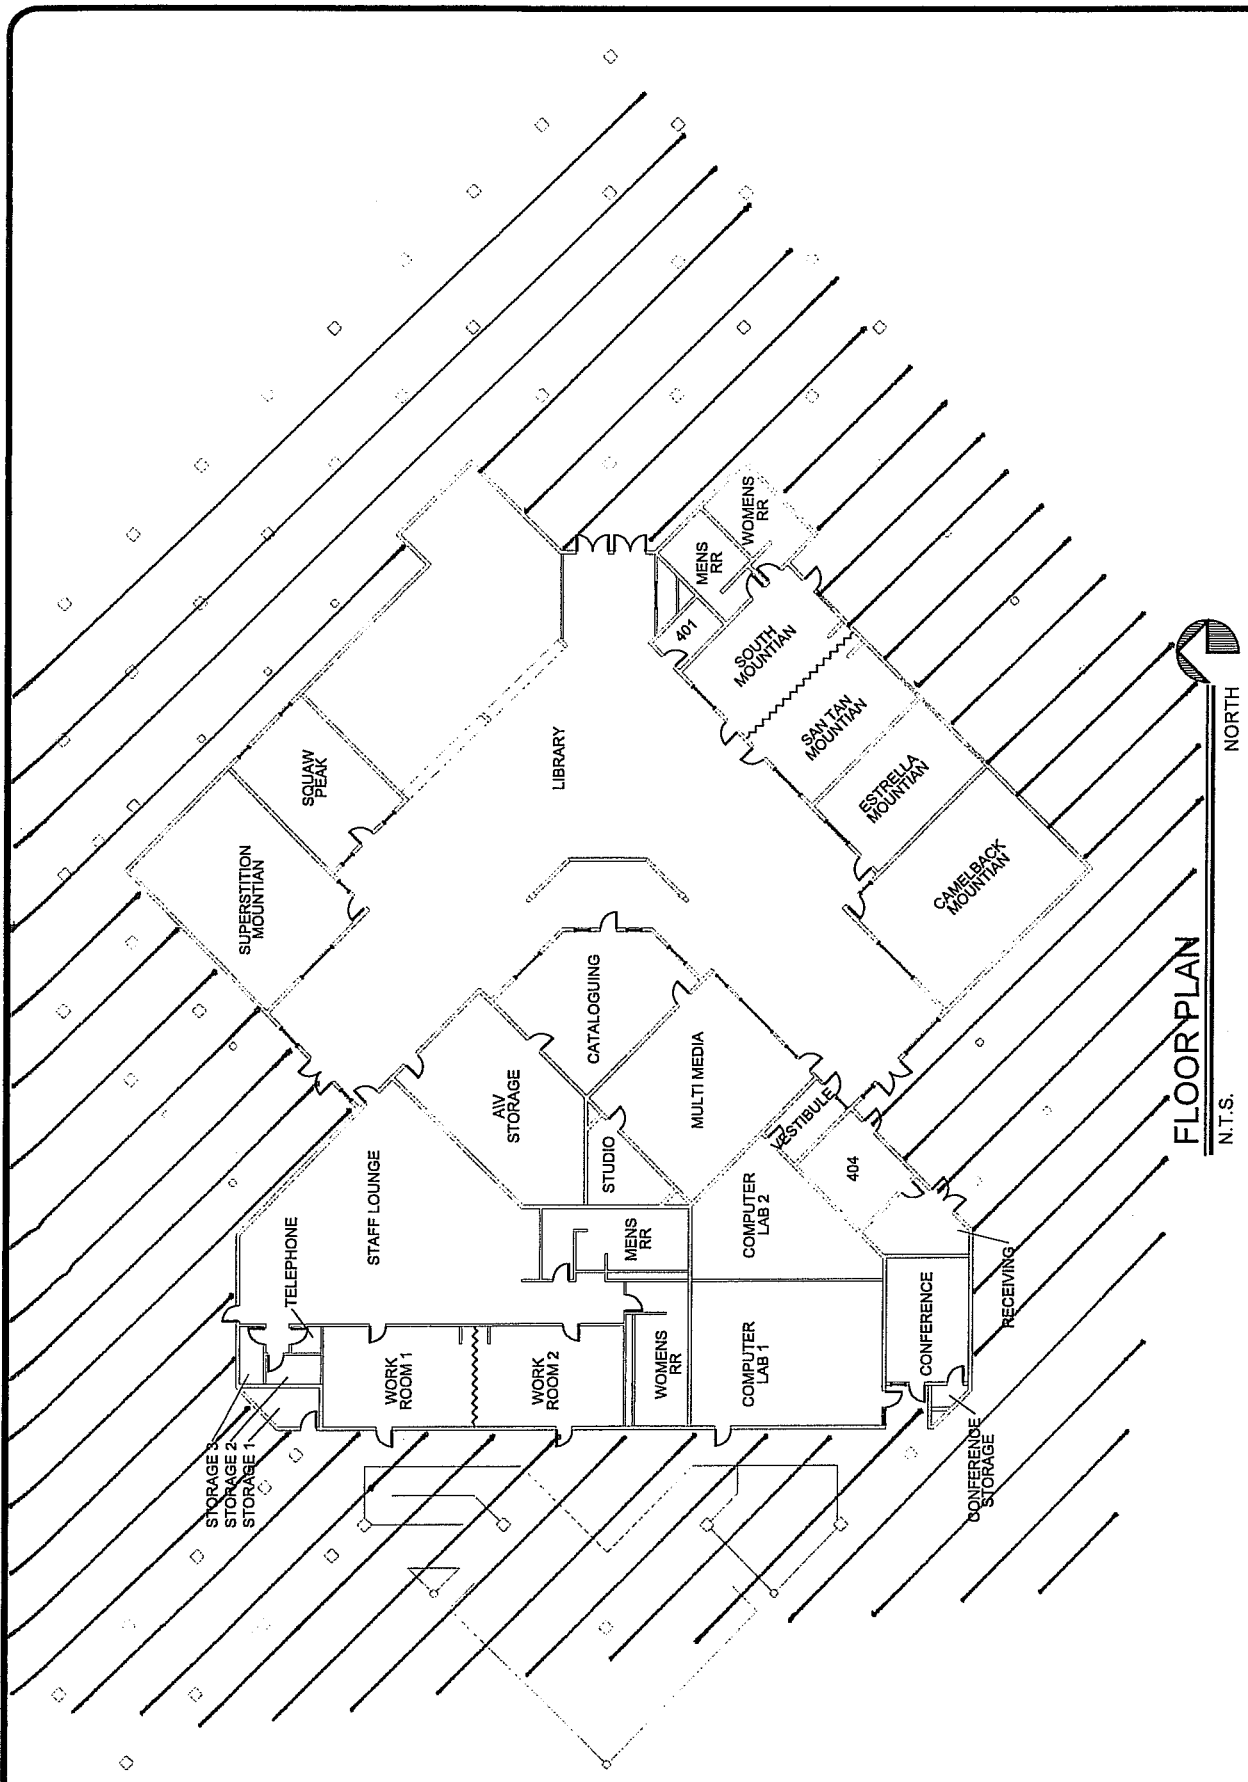 SUPERSTITION
MOUNTIAN
SQUAW
PEAK
LIBRARY
MENS
RR
WOMENS
RR
401
SOUTH
MOUNTIAN
SAN TAN
MOUNTIAN
ESTRELLA
MOUNTIAN
CAMELBACK
MOUNTIAN
CATALOGUING
MULTI MEDIA
A\V
STORAGE
STUDIO
VESTIBULE
404
STAFF LOUNGE
TELEPHONE
MENS
RR
COMPUTER
LAB 2
RECEIVING
STORAGE 3
STORAGE 2
STORAGE 1
WORK
ROOM 1
WORK
ROOM 2
WOMENS
RR
COMPUTER
LAB 1
CONFERENCE
CONFERENCE
STORAGE
FLOOR PLAN
N.T.S.
NORTH